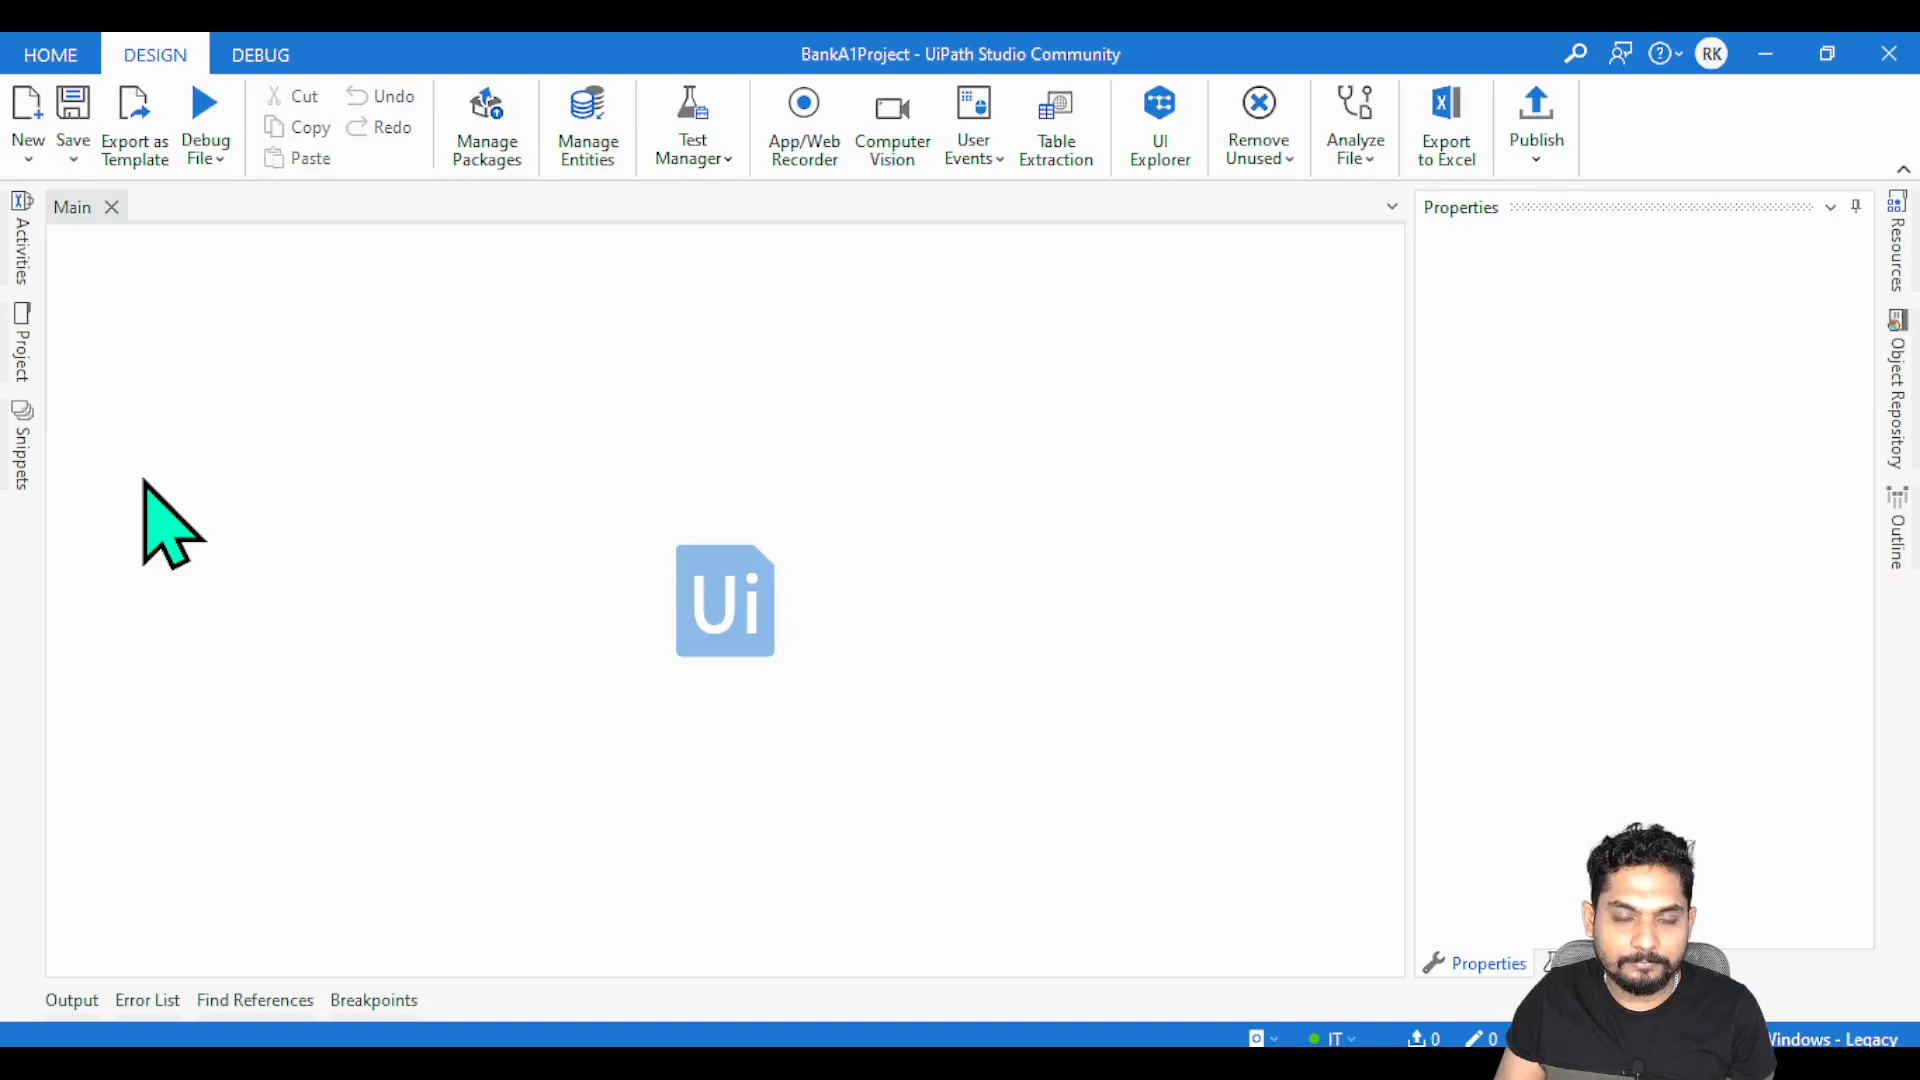 HOME DESIGN DEBUG BankA1Project - UiPath Studio Community RK
New Save Export as Template Debug File Cut Copy Paste Undo Redo Manage Packages Manage Entities Test Manager App/Web Recorder Computer Vision User Events Table Extraction UI Explorer Remove Unused Analyze File Export to Excel Publish
Main
Properties
Activities
Project
Snippets
Ui
Resources
Object Repository
Outline
Properties
Output Error List Find References Breakpoints
IT 0 0 Windows - Legacy